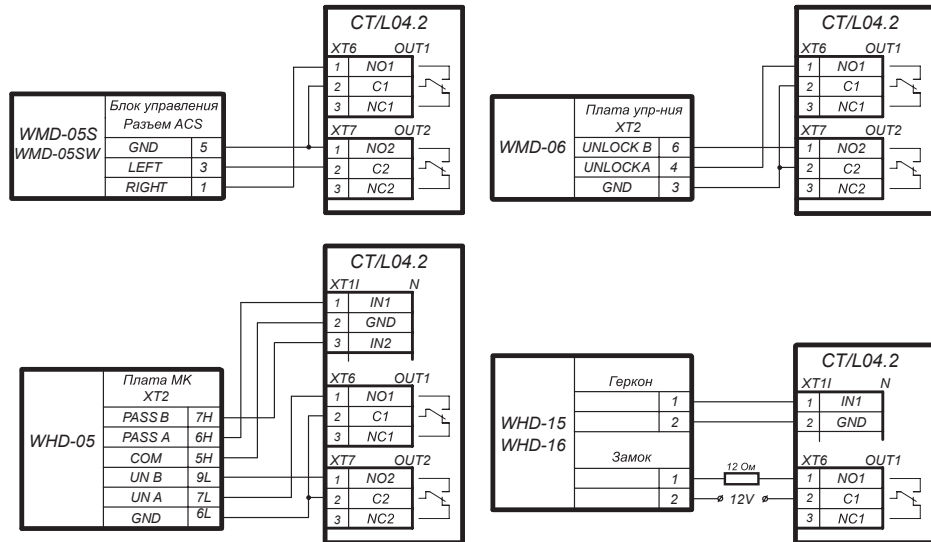 CT/L04.2
XT6 OUT1
1 NO1
2 C1
3 NC1
XT7 OUT2
1 NO2
2 C2
3 NC2
WMD-05S
WMD-05SW
Блок управления
Разъем ACS
GND 5
LEFT 3
RIGHT 1
CT/L04.2
XT6 OUT1
1 NO1
2 C1
3 NC1
XT7 OUT2
1 NO2
2 C2
3 NC2
WMD-06
Плата упр-ния
XT2
UNLOCK B 6
UNLOCKA 4
GND 3
CT/L04.2
XT1I N
1 IN1
2 GND
3 IN2
XT6 OUT1
1 NO1
2 C1
3 NC1
XT7 OUT2
1 NO2
2 C2
3 NC2
WHD-05
Плата МК
XT2
PASS B 7H
PASS A 6H
COM 5H
UN B 9L
UN A 7L
GND 6L
WHD-15
WHD-16
Геркон
1
2
Замок
1
2
12 Ом
12V
CT/L04.2
XT1I N
1 IN1
2 GND
XT6 OUT1
1 NO1
2 C1
3 NC1